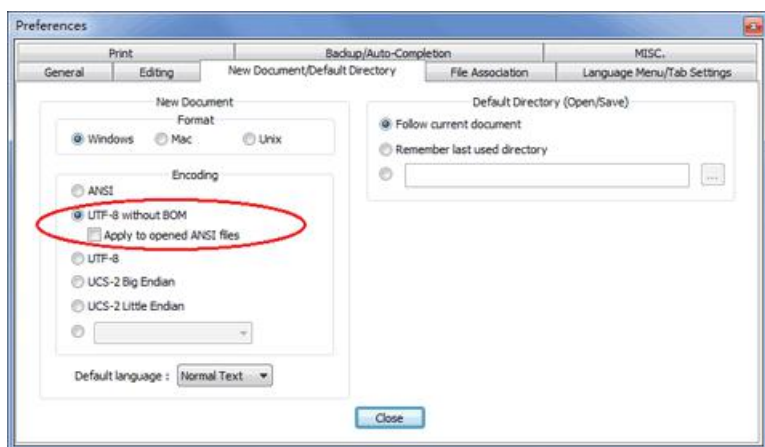 Preferences
Print
Backup/Auto-Completion
MISC.
General
Editing
New Document/Default Directory
File Association
Language Menu/Tab Settings
New Document
Format
Windows
Mac
Unix
Encoding
ANSI
UTF-8 without BOM
Apply to opened ANSI files
UTF-8
UCS-2 Big Endian
UCS-2 Little Endian
Default language :
Normal Text
Default Directory (Open/Save)
Follow current document
Remember last used directory
...
Close